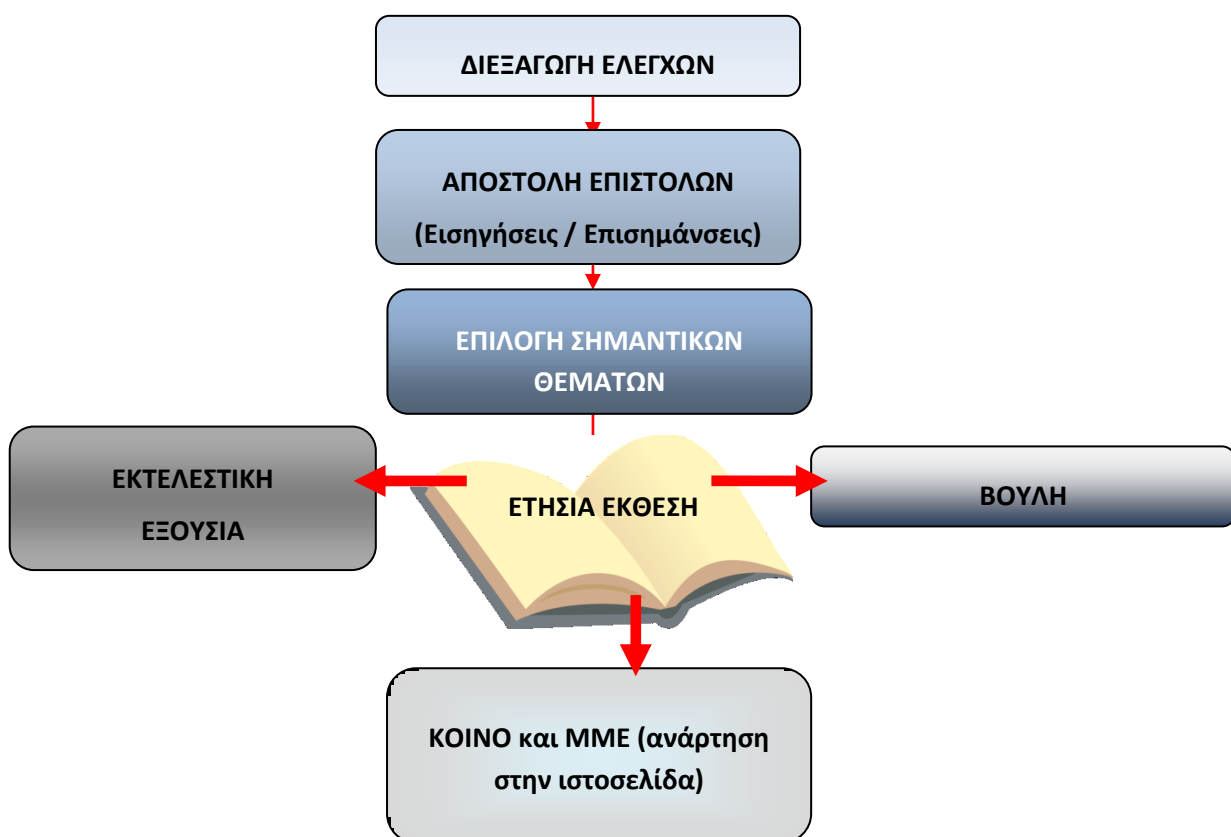 ΔΙΕΞΑΓΩΓΗ ΕΛΕΓΧΩΝ
ΑΠΟΣΤΟΛΗ ΕΠΙΣΤΟΛΩΝ
(Εισηγήσεις / Επισημάνσεις)
ΕΠΙΛΟΓΗ ΣΗΜΑΝΤΙΚΩΝ
ΘΕΜΑΤΩΝ
ΕΚΤΕΛΕΣΤΙΚΗ
ΕΞΟΥΣΙΑ
ΕΤΗΣΙΑ ΕΚΘΕΣΗ
ΒΟΥΛΗ
ΚΟΙΝΟ και ΜΜΕ (ανάρτηση
στην ιστοσελίδα)